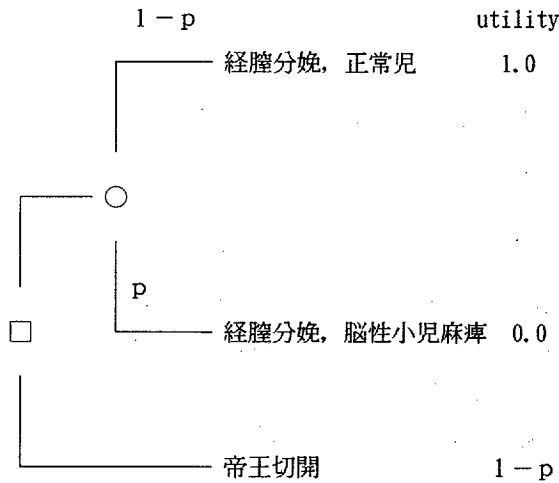 1－p utility
経膣分娩，正常児 1.0
p
経膣分娩，脳性小児麻痺 0.0
帝王切開 1－p